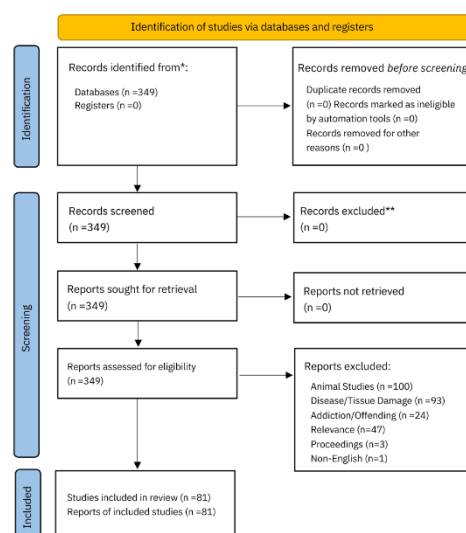 Identification of studies via databases and registers
Identification
Records identified from*:
Databases (n =349)
Registers (n =0)
Records removed before screening
Duplicate records removed
(n =0) Records marked as ineligible
by automation tools (n =0)
Records removed for other
reasons (n =0 )
Screening
Records screened
(n =349)
Records excluded**
(n =0)
Reports sought for retrieval
(n =349)
Reports not retrieved
(n =0)
Reports assessed for eligibility
(n =349)
Reports excluded:
Animal Studies (n =100)
Disease/Tissue Damage (n =93)
Addiction/Offending (n =24)
Relevance (n=47)
Proceedings (n=3)
Non-English (n=1)
Included
Studies included in review (n =81)
Reports of included studies (n =81)